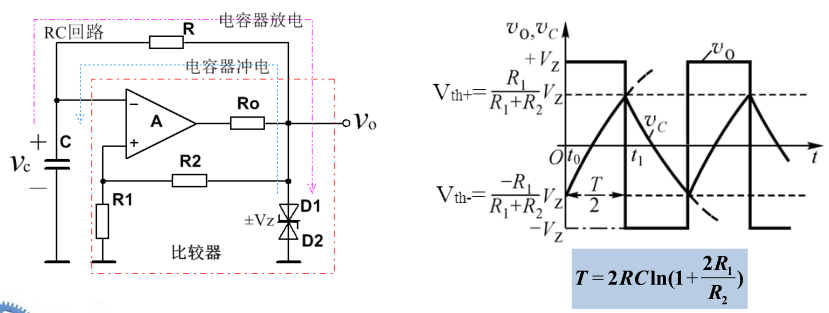 电容器放电
RC回路
R
电容器冲电
A
Ro
−
+
vo
+
C
vc
−
R2
R1
D1
±Vz
D2
比较器
vo,vC
+VZ
vo
Vth+=R1/(R1+R2)VZ
vC
O t0 t1 t
Vth-=-R1/(R1+R2)VZ
T/2
−VZ
T=2RCln(1+2R1/R2)